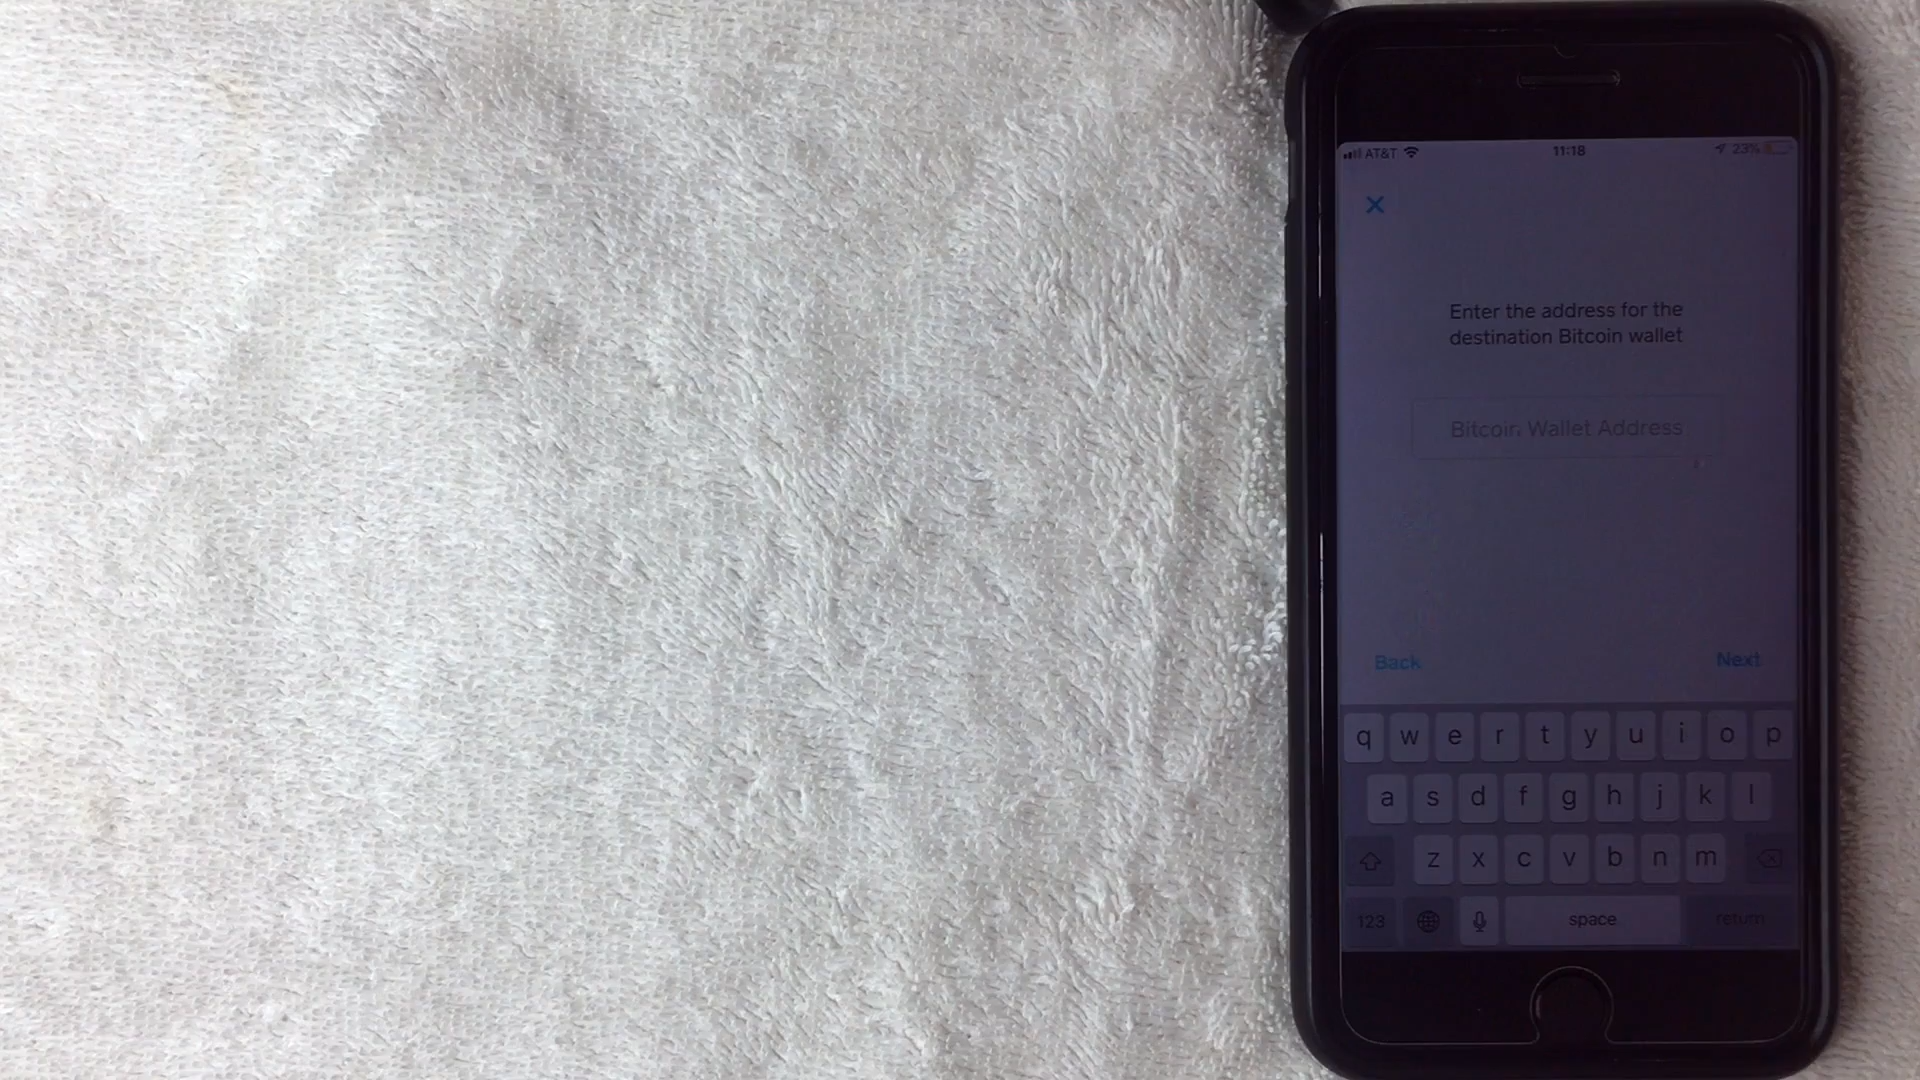 AT&T 11:18 23%
Enter the address for the
destination Bitcoin wallet
Bitcoin Wallet Address
Back Next
q w e r t y u i o p
a s d f g h j k l
z x c v b n m
123 space return